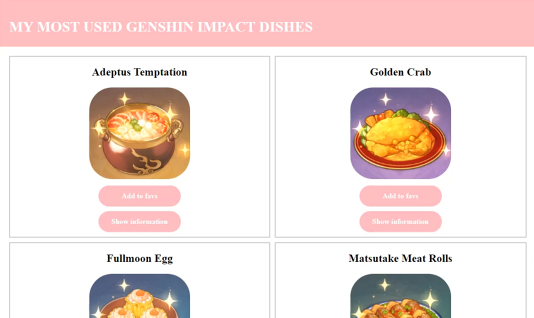 MY MOST USED GENSHIN IMPACT DISHES
Adeptus Temptation
Golden Crab
Add to favs
Add to favs
Show information
Show information
Fullmoon Egg
Matsutake Meat Rolls